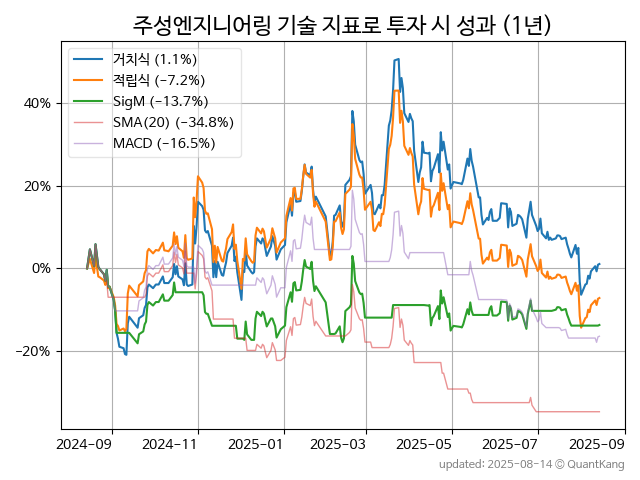 주성엔지니어링 기술 지표로 투자 시 성과 (1년)
거치식 (1.1%)
적립식 (−7.2%)
SigM (−13.7%)
SMA(20) (−34.8%)
MACD (−16.5%)
40%
20%
0%
−20%
2024-09 2024-11 2025-01 2025-03 2025-05 2025-07 2025-09
updated: 2025-08-14 © QuantKang